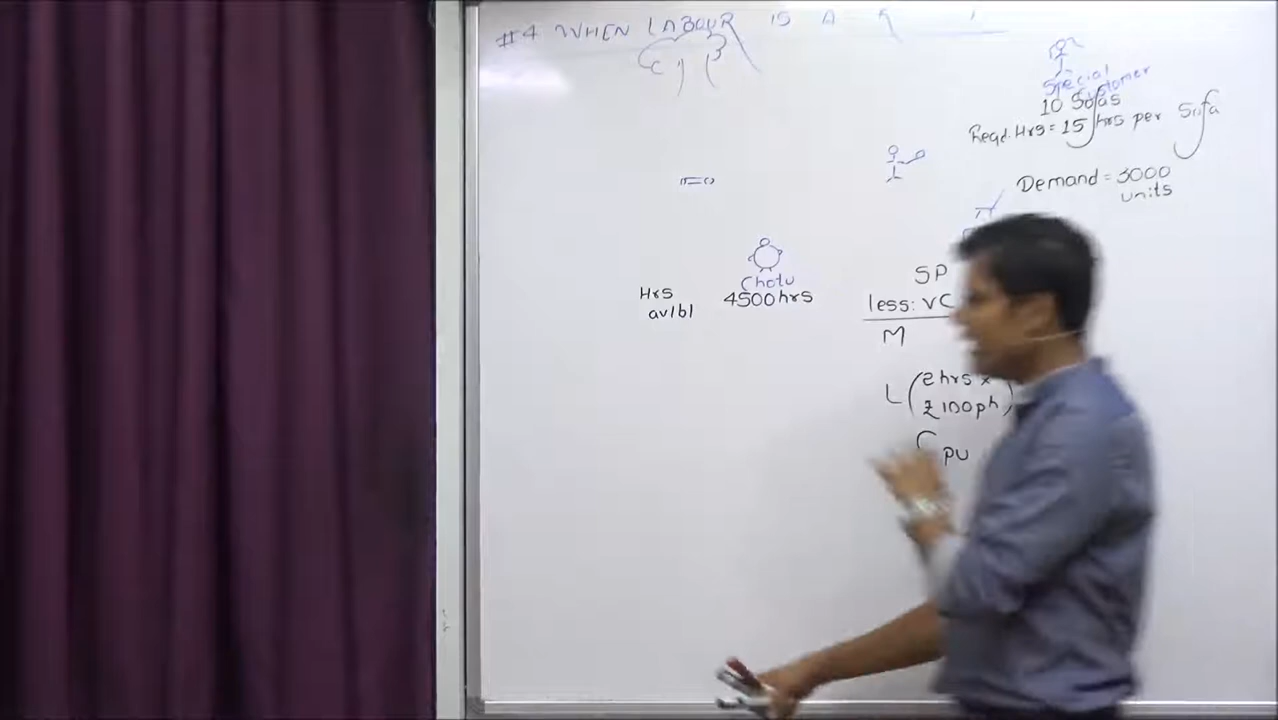 #4 WHEN LABOUR IS A
Special
Customer
10 Sofas
Reqd. Hrs = 15 hrs per Sofa
Demand = 3000
units
Chotu
Hrs
avlbl
4500 hrs
SP
less: VC
M
L (2 hrs x
₹100 ph)
C pu